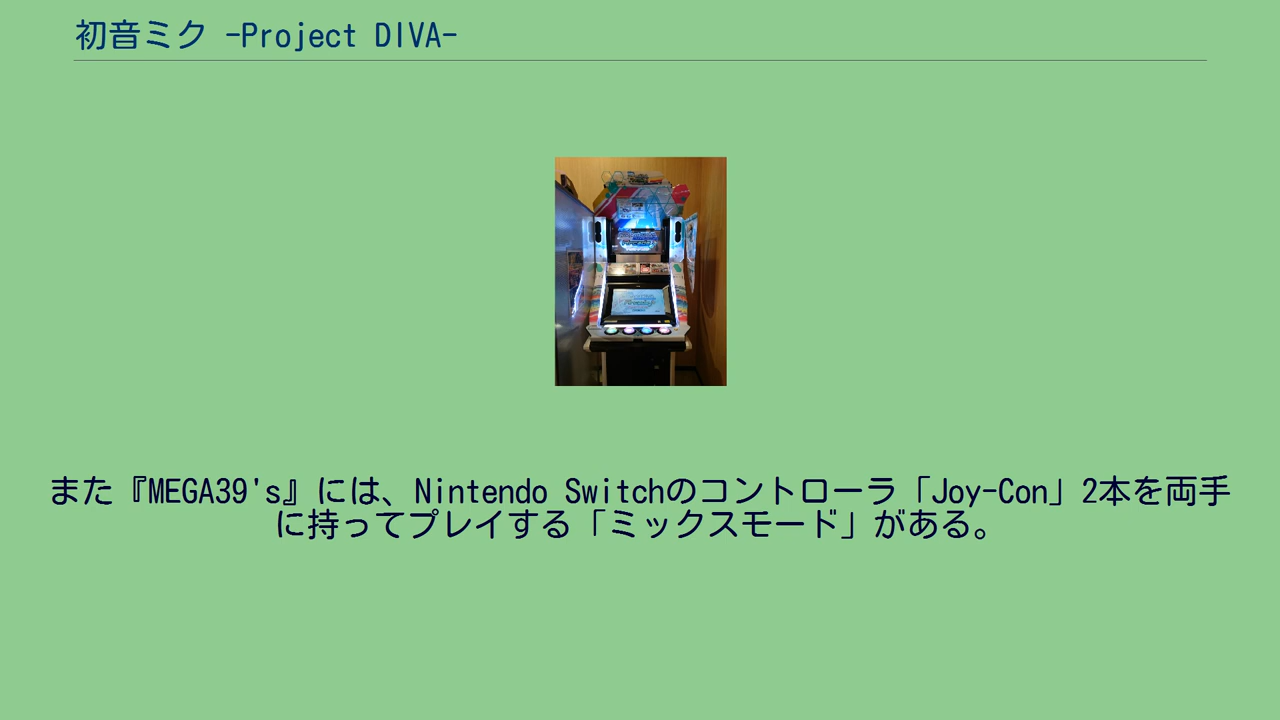 初音ミク -Project DIVA-
また『MEGA39's』には、Nintendo Switchのコントローラ「Joy-Con」2本を両手
に持ってプレイする「ミックスモード」がある。